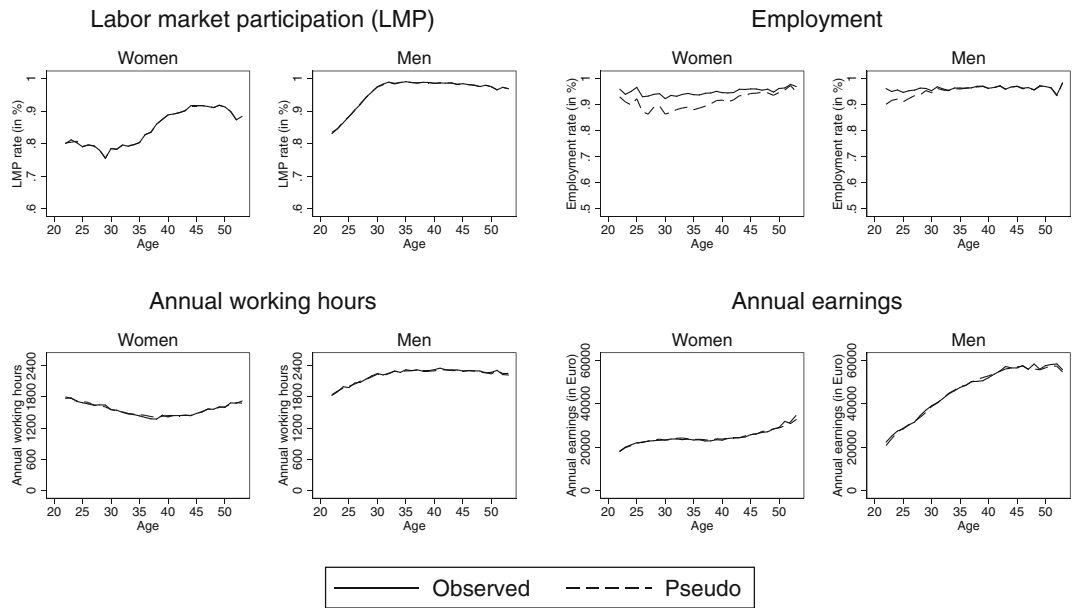 Labor market participation (LMP)
Women
LMP rate (in %)
.6 .7 .8 .9 1
20 25 30 35 40 45 50
Age
Men
LMP rate (in %)
.6 .7 .8 .9 1
20 25 30 35 40 45 50
Age
Employment
Women
Employment rate (in %)
.5 .6 .7 .8 .9 1
20 25 30 35 40 45 50
Age
Men
Employment rate (in %)
.5 .6 .7 .8 .9 1
20 25 30 35 40 45 50
Age
Annual working hours
Women
Annual working hours
0 600 1200 1800 2400
20 25 30 35 40 45 50
Age
Men
Annual working hours
0 600 1200 1800 2400
20 25 30 35 40 45 50
Age
Annual earnings
Women
Annual earnings (in Euro)
0 20000 40000 60000
20 25 30 35 40 45 50
Age
Men
Annual earnings (in Euro)
0 20000 40000 60000
20 25 30 35 40 45 50
Age
Observed
Pseudo